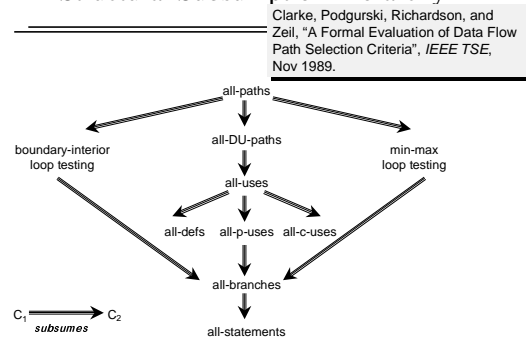 Clarke, Podgurski, Richardson, and
Zeil, “A Formal Evaluation of Data Flow
Path Selection Criteria”, IEEE TSE,
Nov 1989.
all-paths
all-DU-paths
boundary-interior
loop testing
min-max
loop testing
all-uses
all-defs all-p-uses all-c-uses
all-branches
C1 C2
subsumes
all-statements